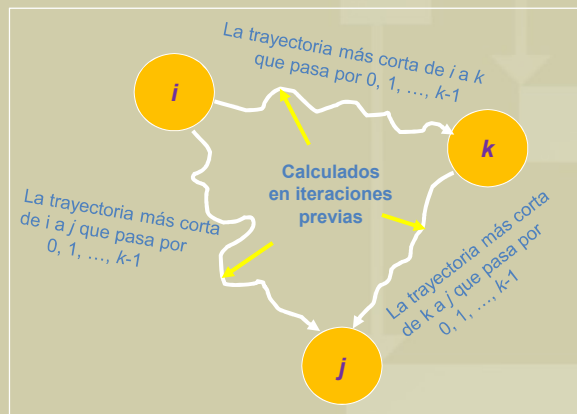 La trayectoria más corta de i a k
que pasa por 0, 1, …, k-1
i
k
Calculados
en iteraciones
previas
La trayectoria más corta
de i a j que pasa por
0, 1, …, k-1
La trayectoria más corta
de k a j que pasa por
0, 1, …, k-1
j